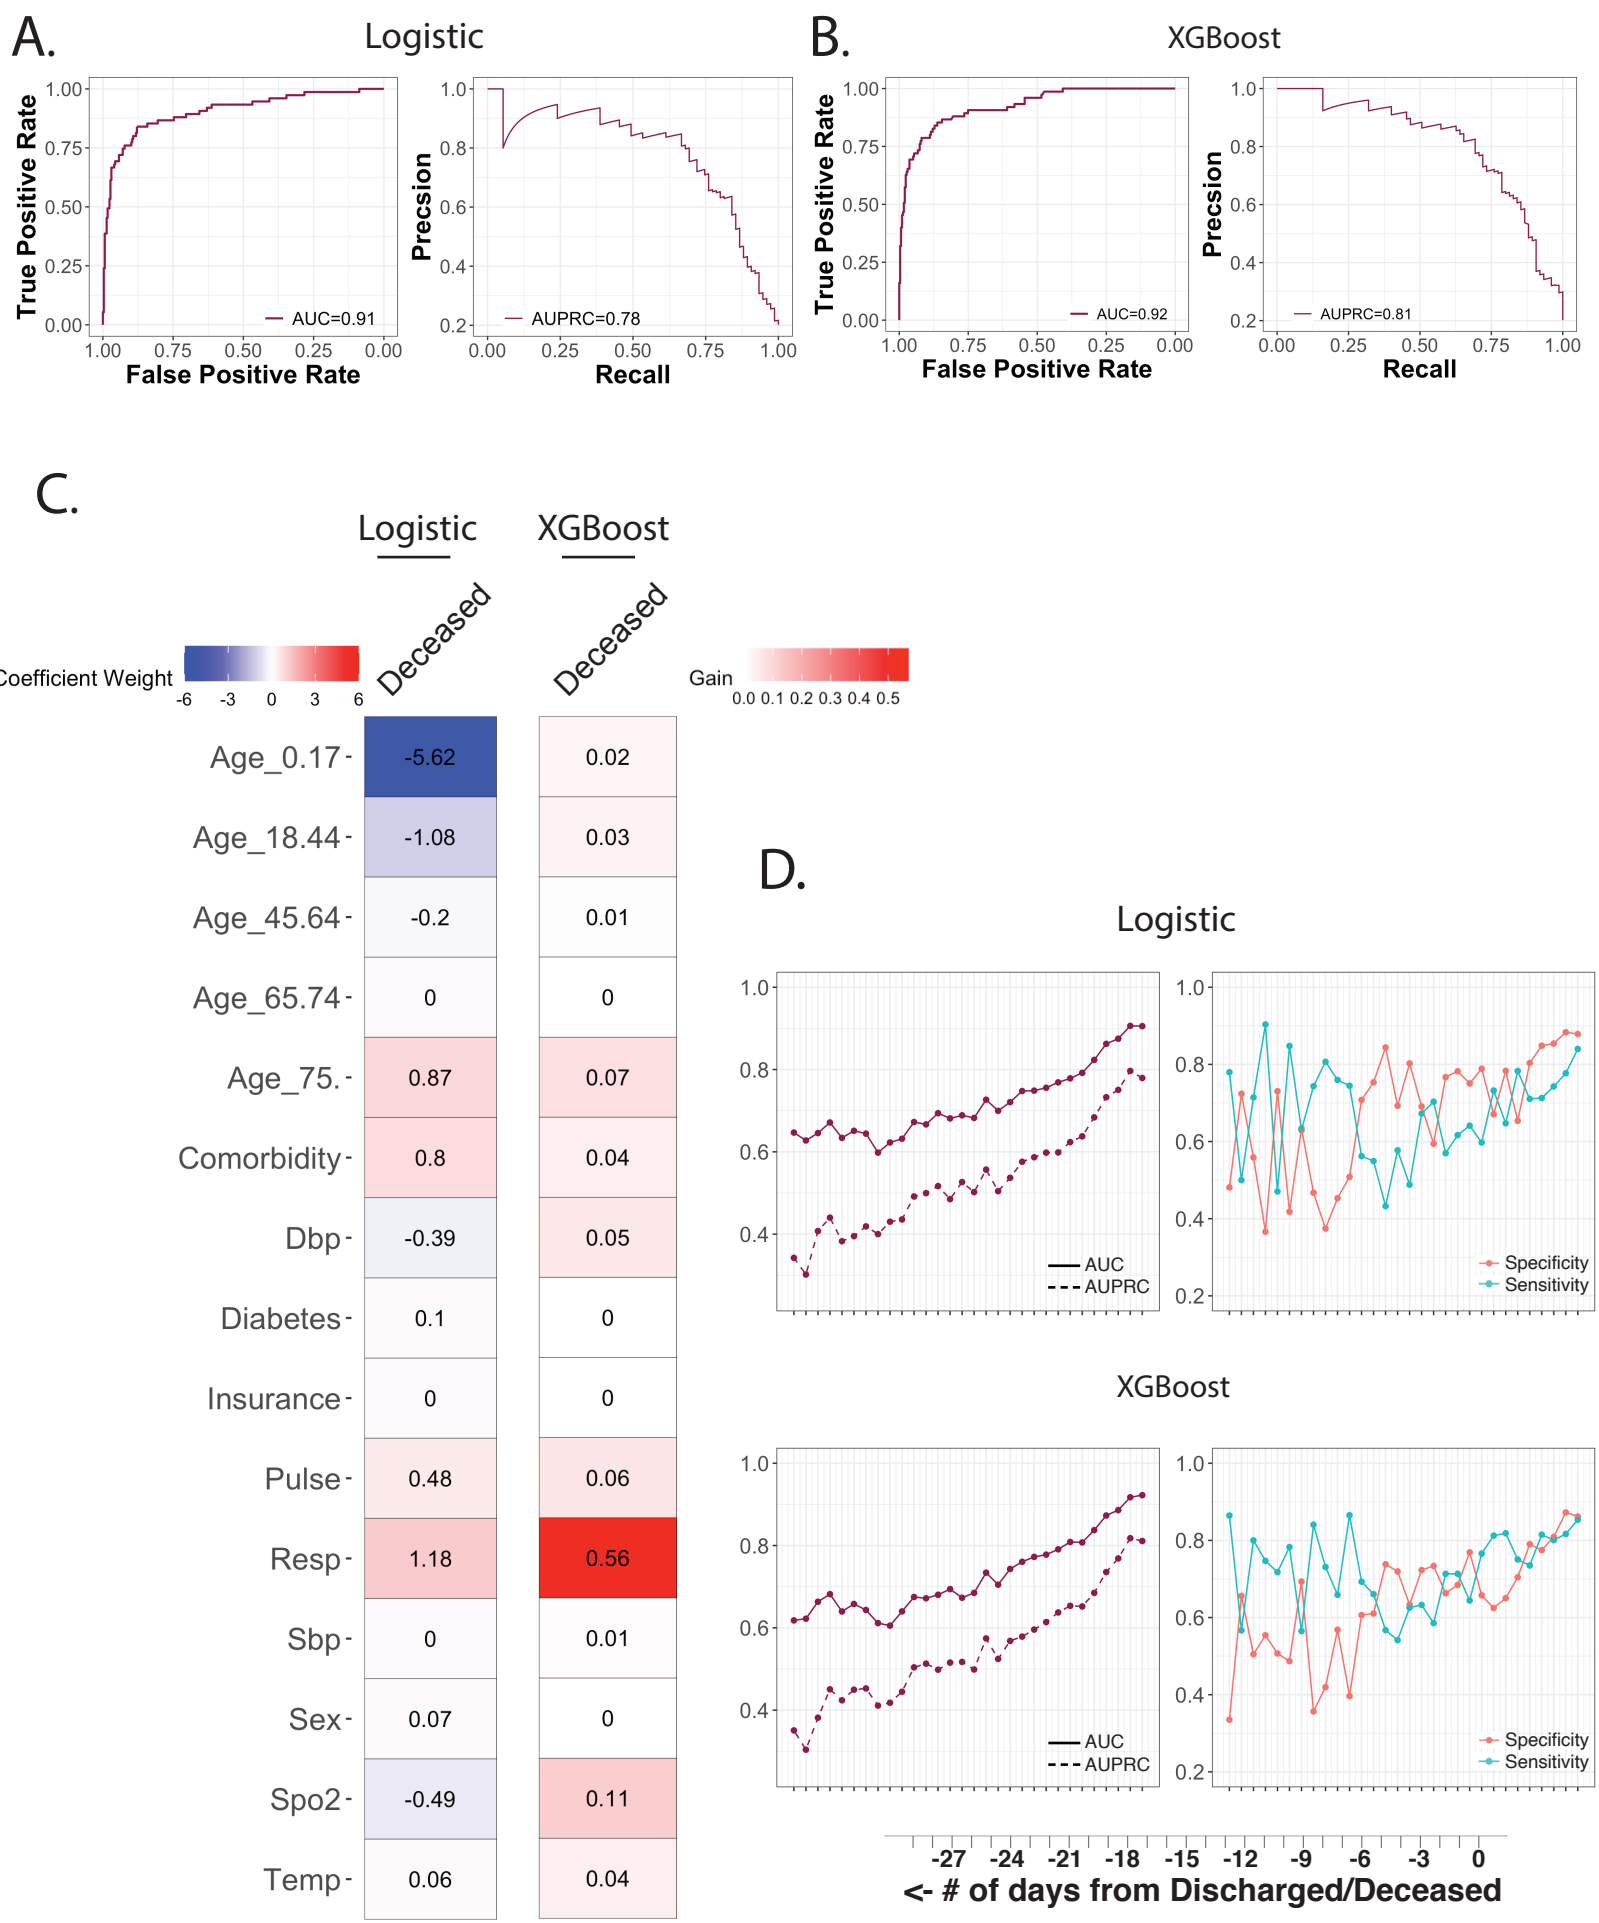 A.
Logistic
B.
XGBoost
True Positive Rate
1.00
0.75
0.50
0.25
0.00
AUC=0.91
1.00 0.75 0.50 0.25 0.00
False Positive Rate
Precsion
1.0
0.8
0.6
0.4
0.2
AUPRC=0.78
0.00 0.25 0.50 0.75 1.00
Recall
True Positive Rate
1.00
0.75
0.50
0.25
0.00
AUC=0.92
1.00 0.75 0.50 0.25 0.00
False Positive Rate
Precsion
1.0
0.8
0.6
0.4
0.2
AUPRC=0.81
0.00 0.25 0.50 0.75 1.00
Recall
C.
Logistic XGBoost
Deceased Deceased
Coefficient Weight
-6 -3 0 3 6
Gain
0.0 0.1 0.2 0.3 0.4 0.5
Age_0.17 -5.62 0.02
Age_18.44 -1.08 0.03
Age_45.64 -0.2 0.01
Age_65.74 0 0
Age_75. 0.87 0.07
Comorbidity 0.8 0.04
Dbp -0.39 0.05
Diabetes 0.1 0
Insurance 0 0
Pulse 0.48 0.06
Resp 1.18 0.56
Sbp 0 0.01
Sex 0.07 0
Spo2 -0.49 0.11
Temp 0.06 0.04
D.
Logistic
1.0
0.8
0.6
0.4
AUC
AUPRC
1.0
0.8
0.6
0.4
0.2
Specificity
Sensitivity
XGBoost
1.0
0.8
0.6
0.4
AUC
AUPRC
1.0
0.8
0.6
0.4
0.2
Specificity
Sensitivity
-27 -24 -21 -18 -15 -12 -9 -6 -3 0
<- # of days from Discharged/Deceased